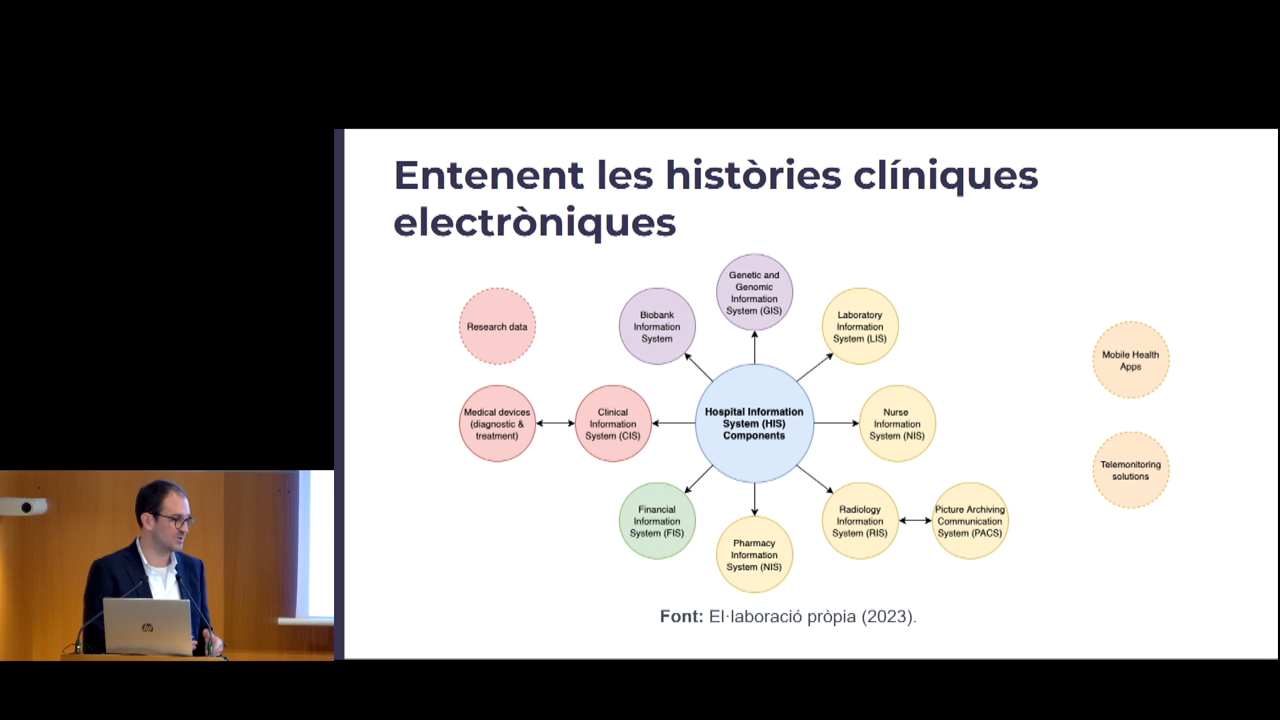 Entenent les històries clíniques
electròniques
Genetic and
Genomic
Information
System (GIS)
Biobank
Information
System
Laboratory
Information
System (LIS)
Research data
Mobile Health
Apps
Medical devices
(diagnostic &
treatment)
Clinical
Information
System (CIS)
Hospital Information
System (HIS)
Components
Nurse
Information
System (NIS)
Telemonitoring
solutions
Financial
Information
System (FIS)
Pharmacy
Information
System (NIS)
Radiology
Information
System (RIS)
Picture Archiving
Communication
System (PACS)
Font: El·laboració pròpia (2023).
hp